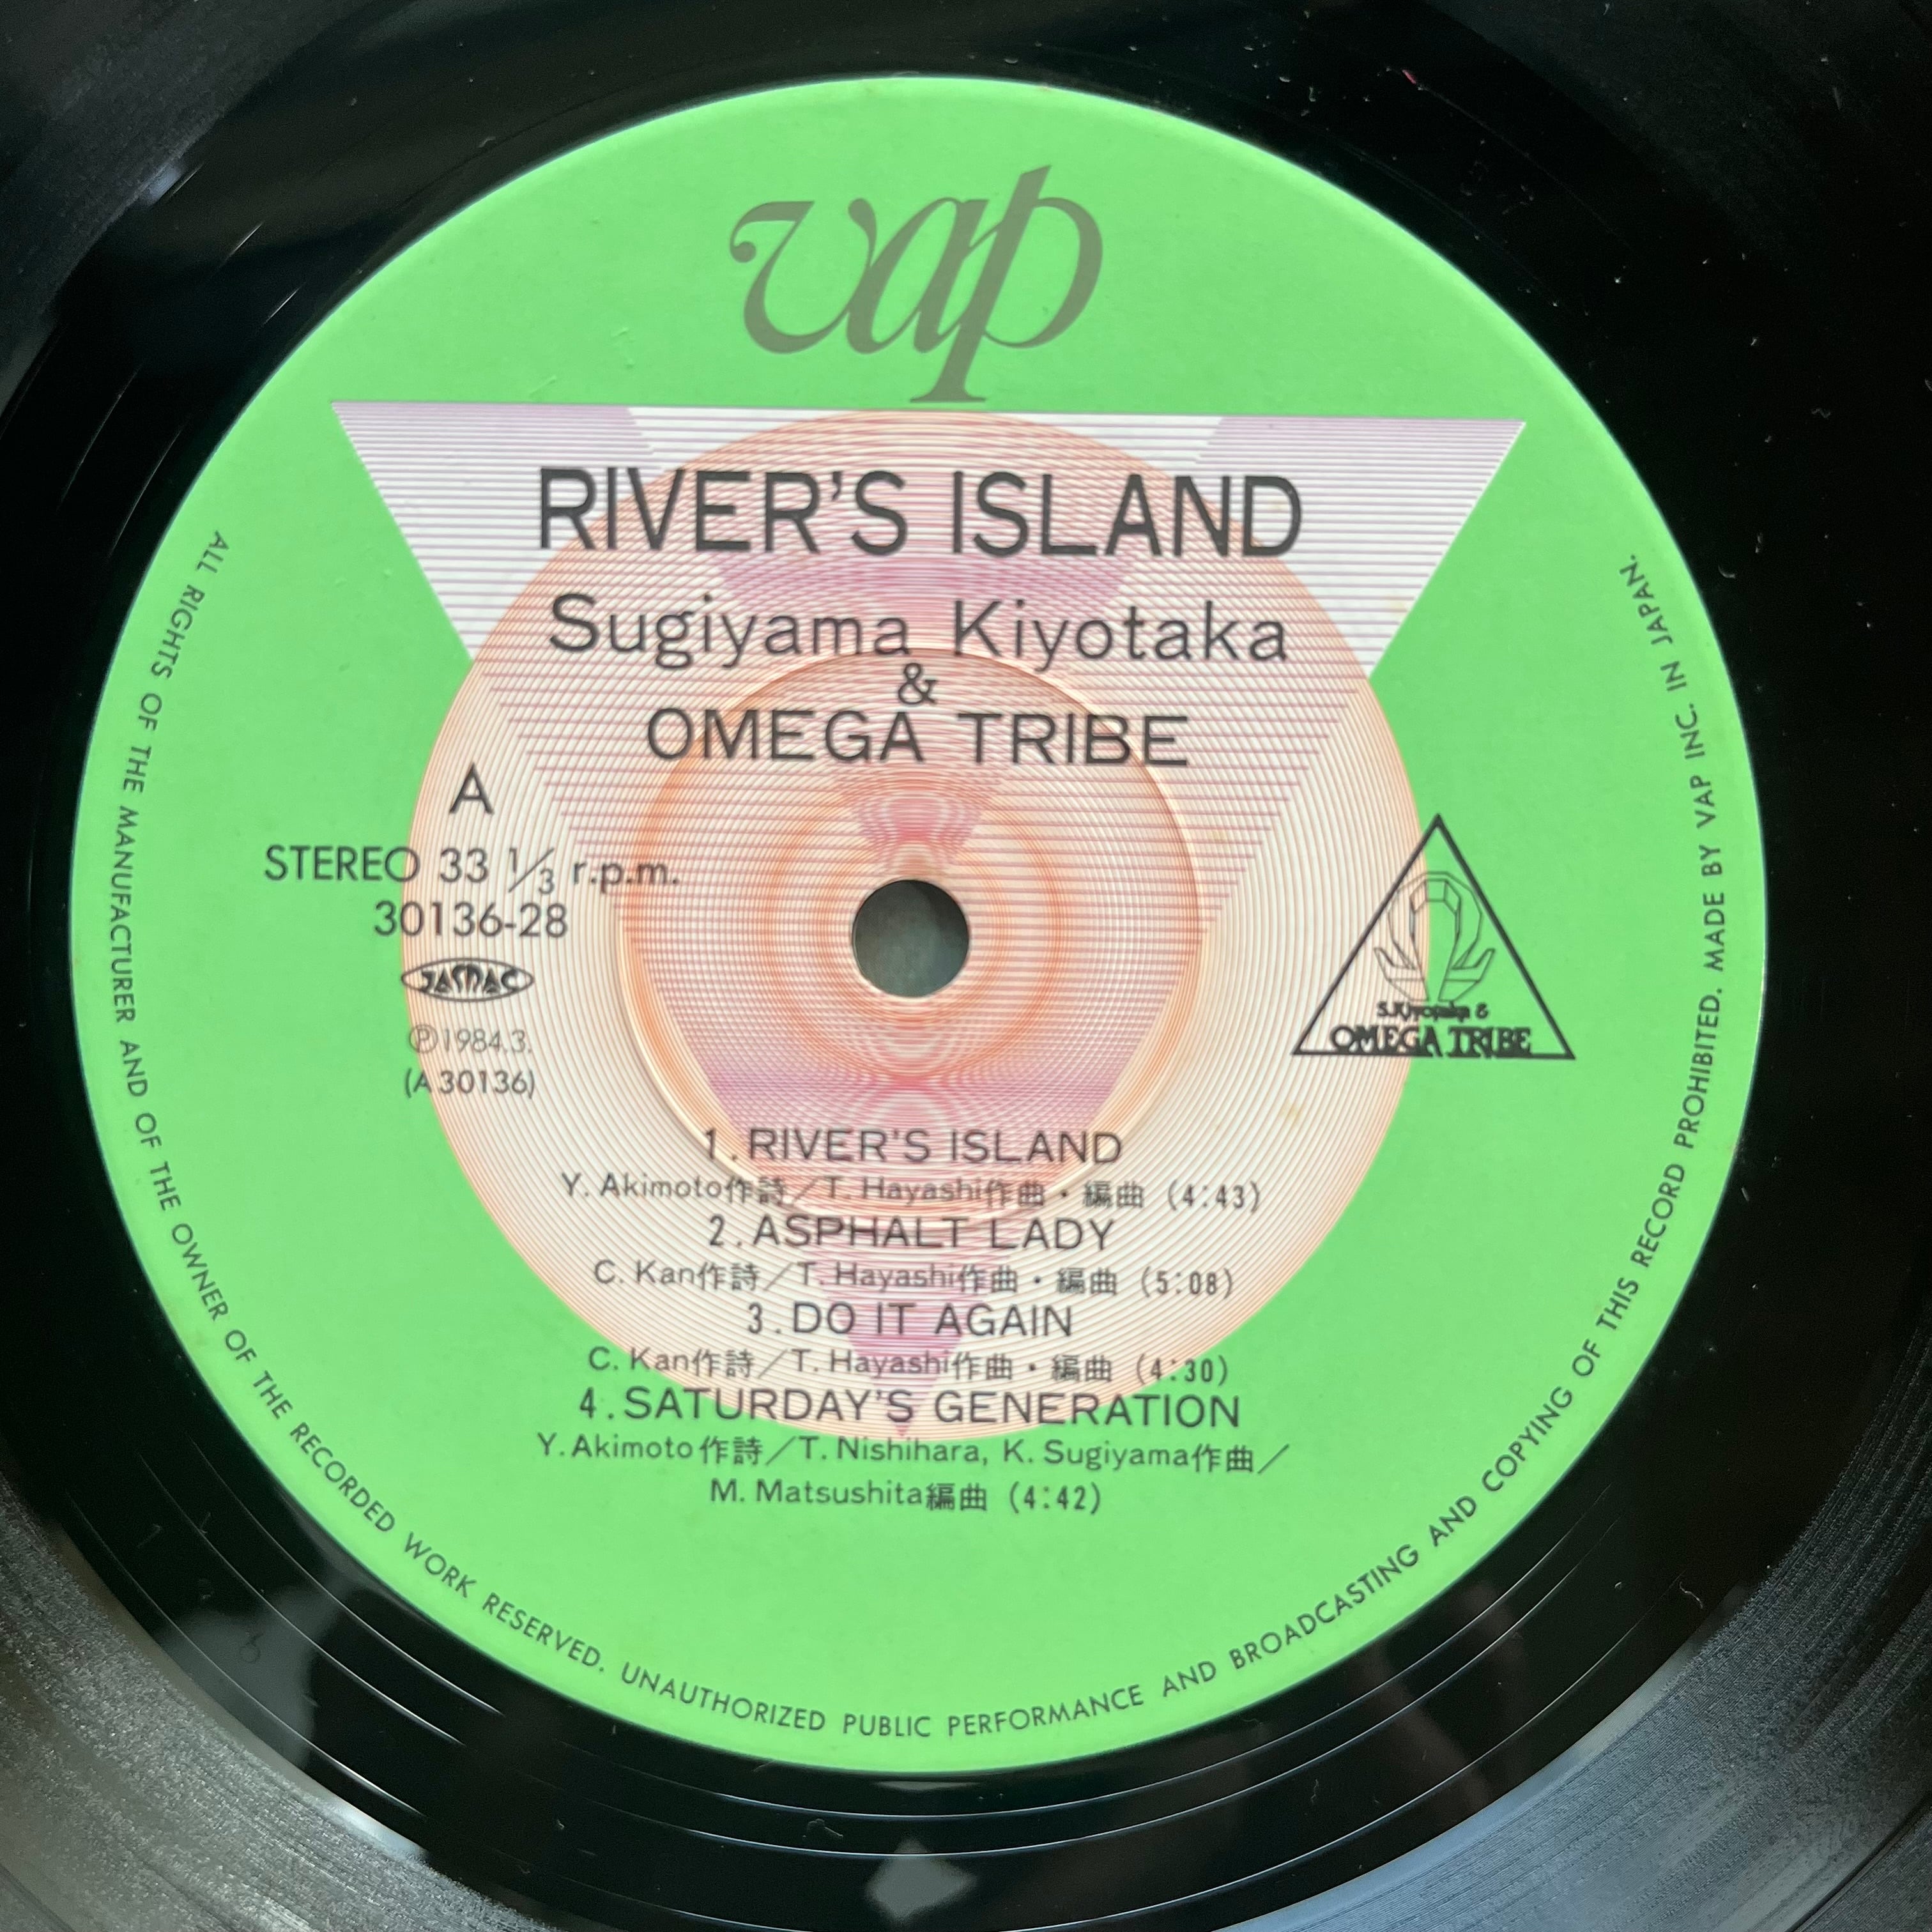 vap
RIVER'S ISLAND
Sugiyama Kiyotaka
&
OMEGA TRIBE
A
STEREO 33 1/3 r.p.m.
30136-28
JASRAC
Ⓟ1984.3.
(A 30136)
S.Kiyotaka &
OMEGA TRIBE
1.RIVER'S ISLAND
Y. Akimoto作詩／T. Hayashi作曲・編曲 (4:43)
2.ASPHALT LADY
C. Kan作詩／T. Hayashi作曲・編曲 (5:08)
3.DO IT AGAIN
C. Kan作詩／T. Hayashi作曲・編曲 (4:30)
4.SATURDAY'S GENERATION
Y. Akimoto作詩／T. Nishihara, K. Sugiyama作曲／
M. Matsushita編曲 (4:42)
ALL RIGHTS OF THE MANUFACTURER AND OF THE OWNER OF THE RECORDED WORK RESERVED. UNAUTHORIZED PUBLIC PERFORMANCE AND BROADCASTING AND COPYING OF THIS RECORD PROHIBITED. MADE BY VAP INC. IN JAPAN.